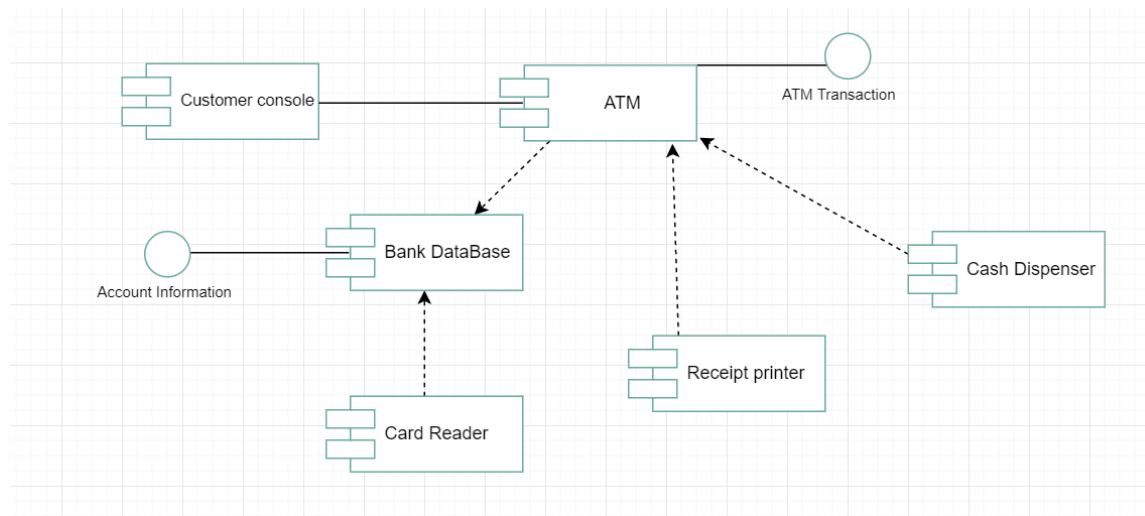 Customer console
ATM
ATM Transaction
Bank DataBase
Account Information
Cash Dispenser
Receipt printer
Card Reader